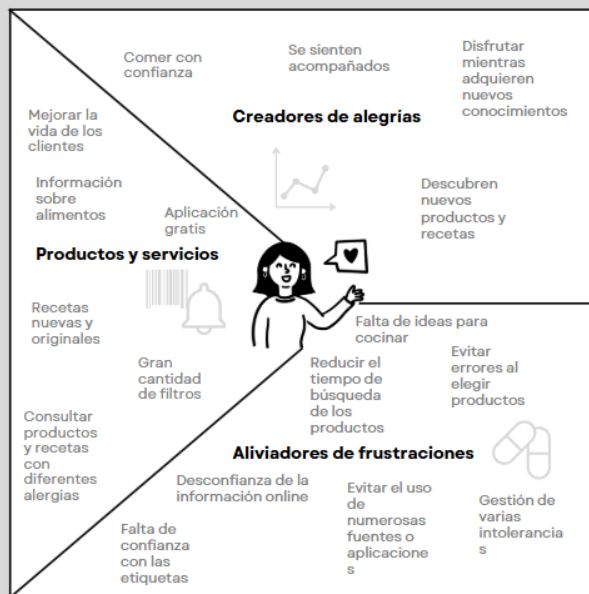 Comer con
confianza
Se sienten
acompañados
Disfrutar
mientras
adquieren
nuevos
conocimientos
Creadores de alegrías
Descubren
nuevos
productos y
recetas
Mejorar la
vida de los
clientes
Información
sobre
alimentos
Aplicación
gratis
Productos y servicios
Recetas
nuevas y
originales
Gran
cantidad
de filtros
Consultar
productos
y recetas
con
diferentes
alergias
Falta de ideas para
cocinar
Reducir el
tiempo de
búsqueda
de los
productos
Evitar
errores al
elegir
productos
Aliviadores de frustraciones
Desconfianza de la
información online
Falta de
confianza
con las
etiquetas
Evitar el uso
de
numerosas
fuentes o
aplicacione
s
Gestión de
varias
intolerancia
s